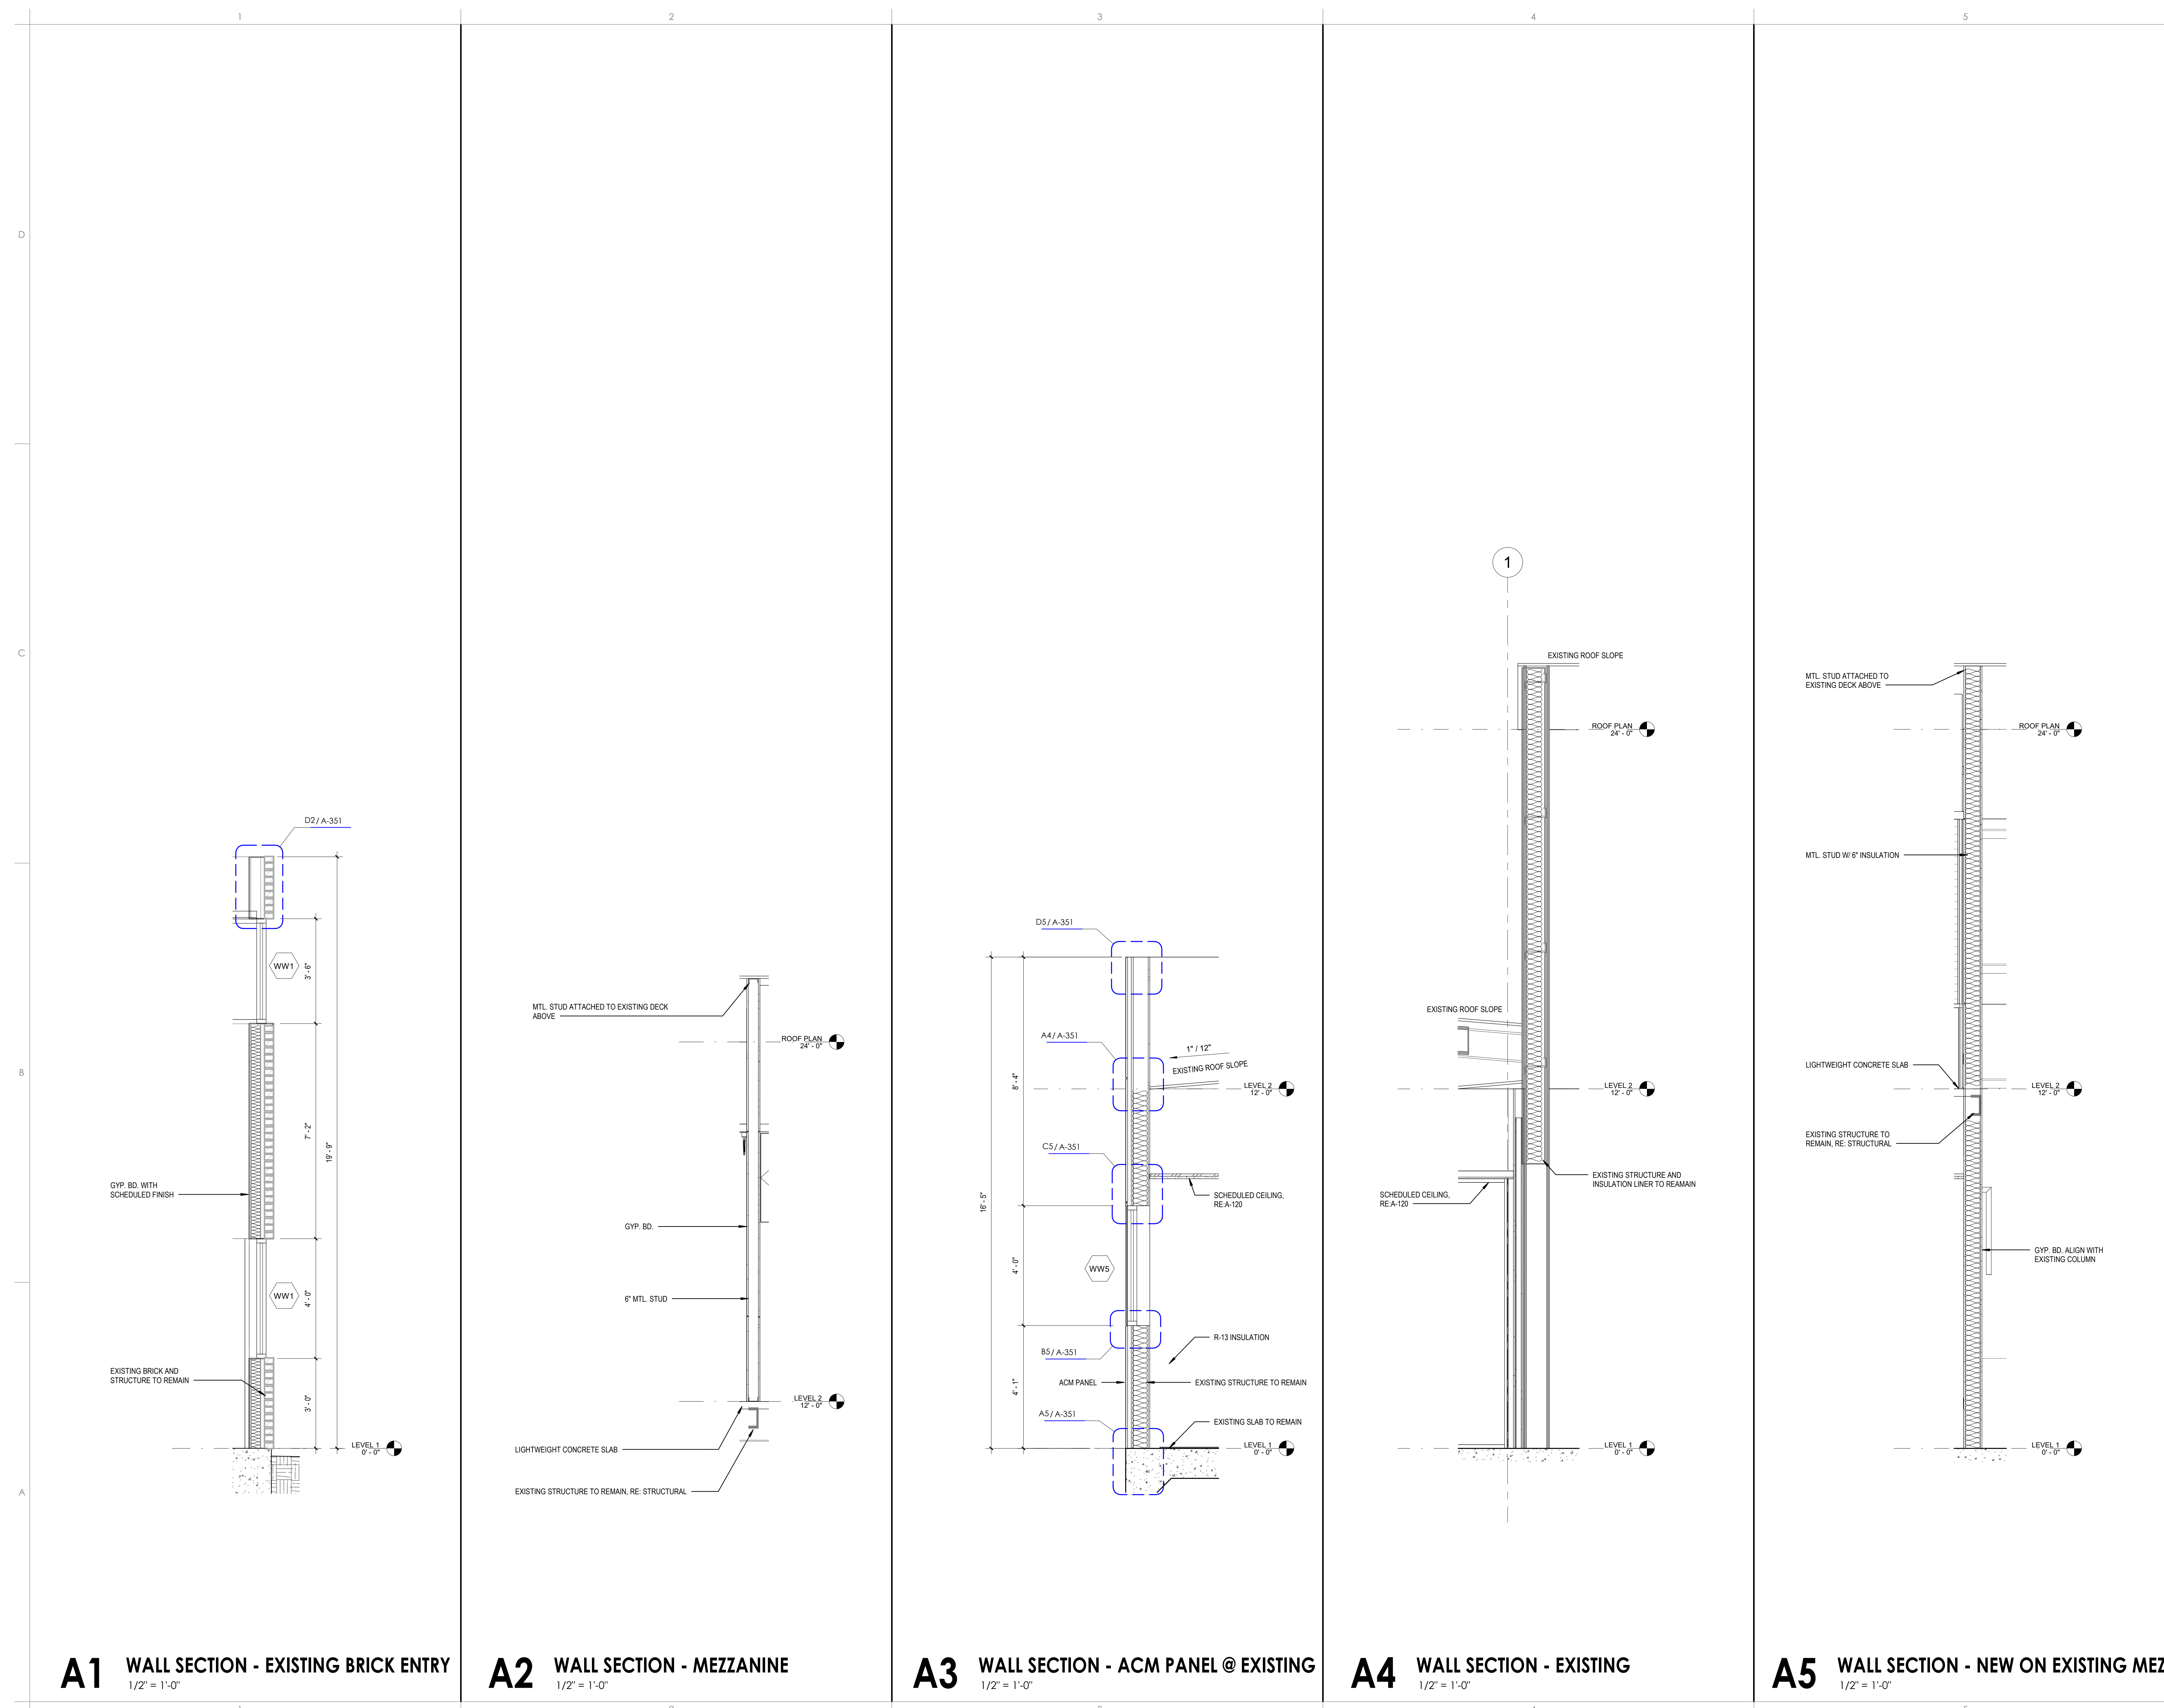 1
2
3
4
5
D
C
B
A
D2 / A-351
WW1
3' - 6"
7' - 2"
19' - 9"
GYP. BD. WITH
SCHEDULED FINISH
WW1
4' - 0"
EXISTING BRICK AND
STRUCTURE TO REMAIN
3' - 0"
LEVEL 1
0' - 0"
A1
WALL SECTION - EXISTING BRICK ENTRY
1/2" = 1'-0"
MTL. STUD ATTACHED TO EXISTING DECK
ABOVE
ROOF PLAN
24' - 0"
GYP. BD.
6" MTL. STUD
LEVEL 2
12' - 0"
LIGHTWEIGHT CONCRETE SLAB
EXISTING STRUCTURE TO REMAIN, RE: STRUCTURAL
A2
WALL SECTION - MEZZANINE
1/2" = 1'-0"
D5 / A-351
A4 / A-351
1" / 12"
EXISTING ROOF SLOPE
8' - 4"
LEVEL 2
12' - 0"
C5 / A-351
SCHEDULED CEILING,
RE:A-120
16' - 5"
4' - 0"
WW5
R-13 INSULATION
B5 / A-351
ACM PANEL
EXISTING STRUCTURE TO REMAIN
4' - 1"
A5 / A-351
EXISTING SLAB TO REMAIN
LEVEL 1
0' - 0"
A3
WALL SECTION - ACM PANEL @ EXISTING
1/2" = 1'-0"
1
EXISTING ROOF SLOPE
ROOF PLAN
24' - 0"
EXISTING ROOF SLOPE
LEVEL 2
12' - 0"
EXISTING STRUCTURE AND
INSULATION LINER TO REAMAIN
SCHEDULED CEILING,
RE:A-120
LEVEL 1
0' - 0"
A4
WALL SECTION - EXISTING
1/2" = 1'-0"
MTL. STUD ATTACHED TO
EXISTING DECK ABOVE
ROOF PLAN
24' - 0"
MTL. STUD W/ 6" INSULATION
LIGHTWEIGHT CONCRETE SLAB
LEVEL 2
12' - 0"
EXISTING STRUCTURE TO
REMAIN, RE: STRUCTURAL
GYP. BD. ALIGN WITH
EXISTING COLUMN
LEVEL 1
0' - 0"
A5
WALL SECTION - NEW ON EXISTING MEZ
1/2" = 1'-0"